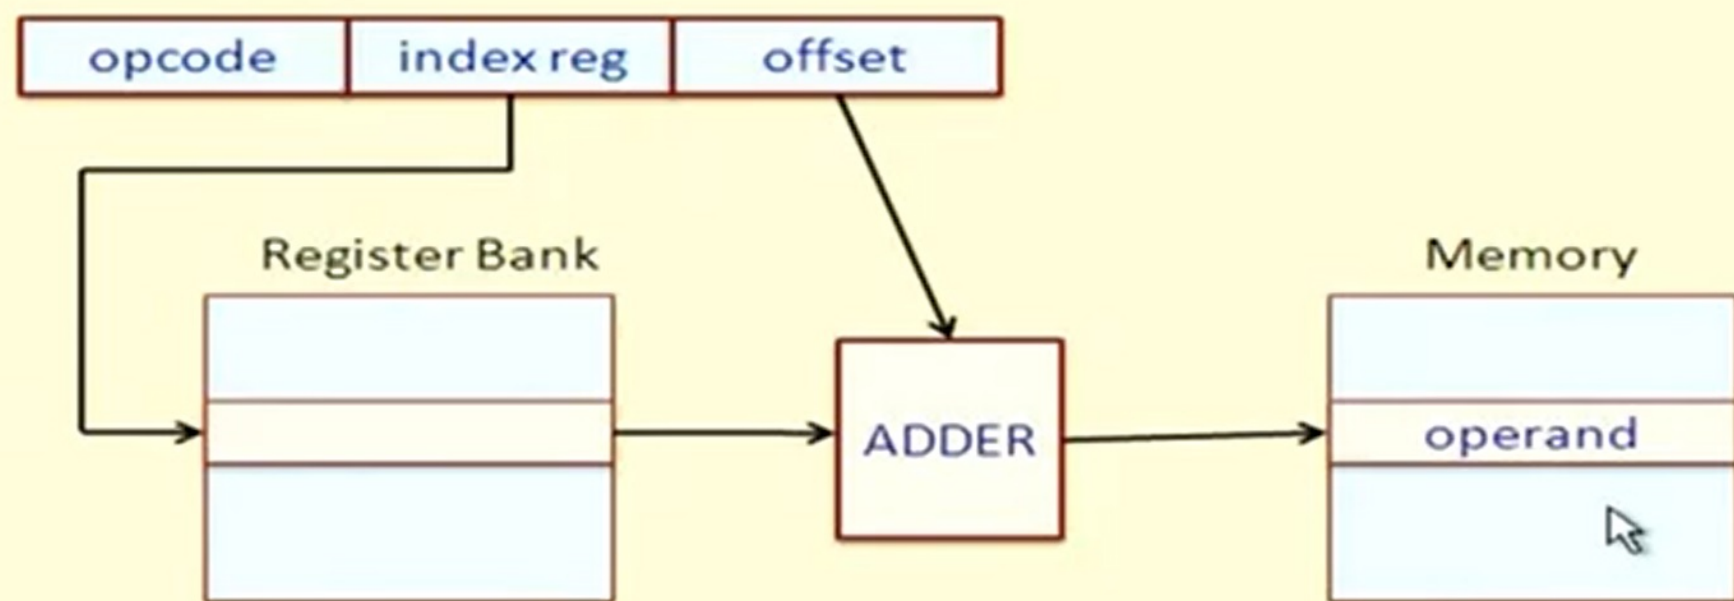 opcode index reg offset
Register Bank Memory
ADDER operand